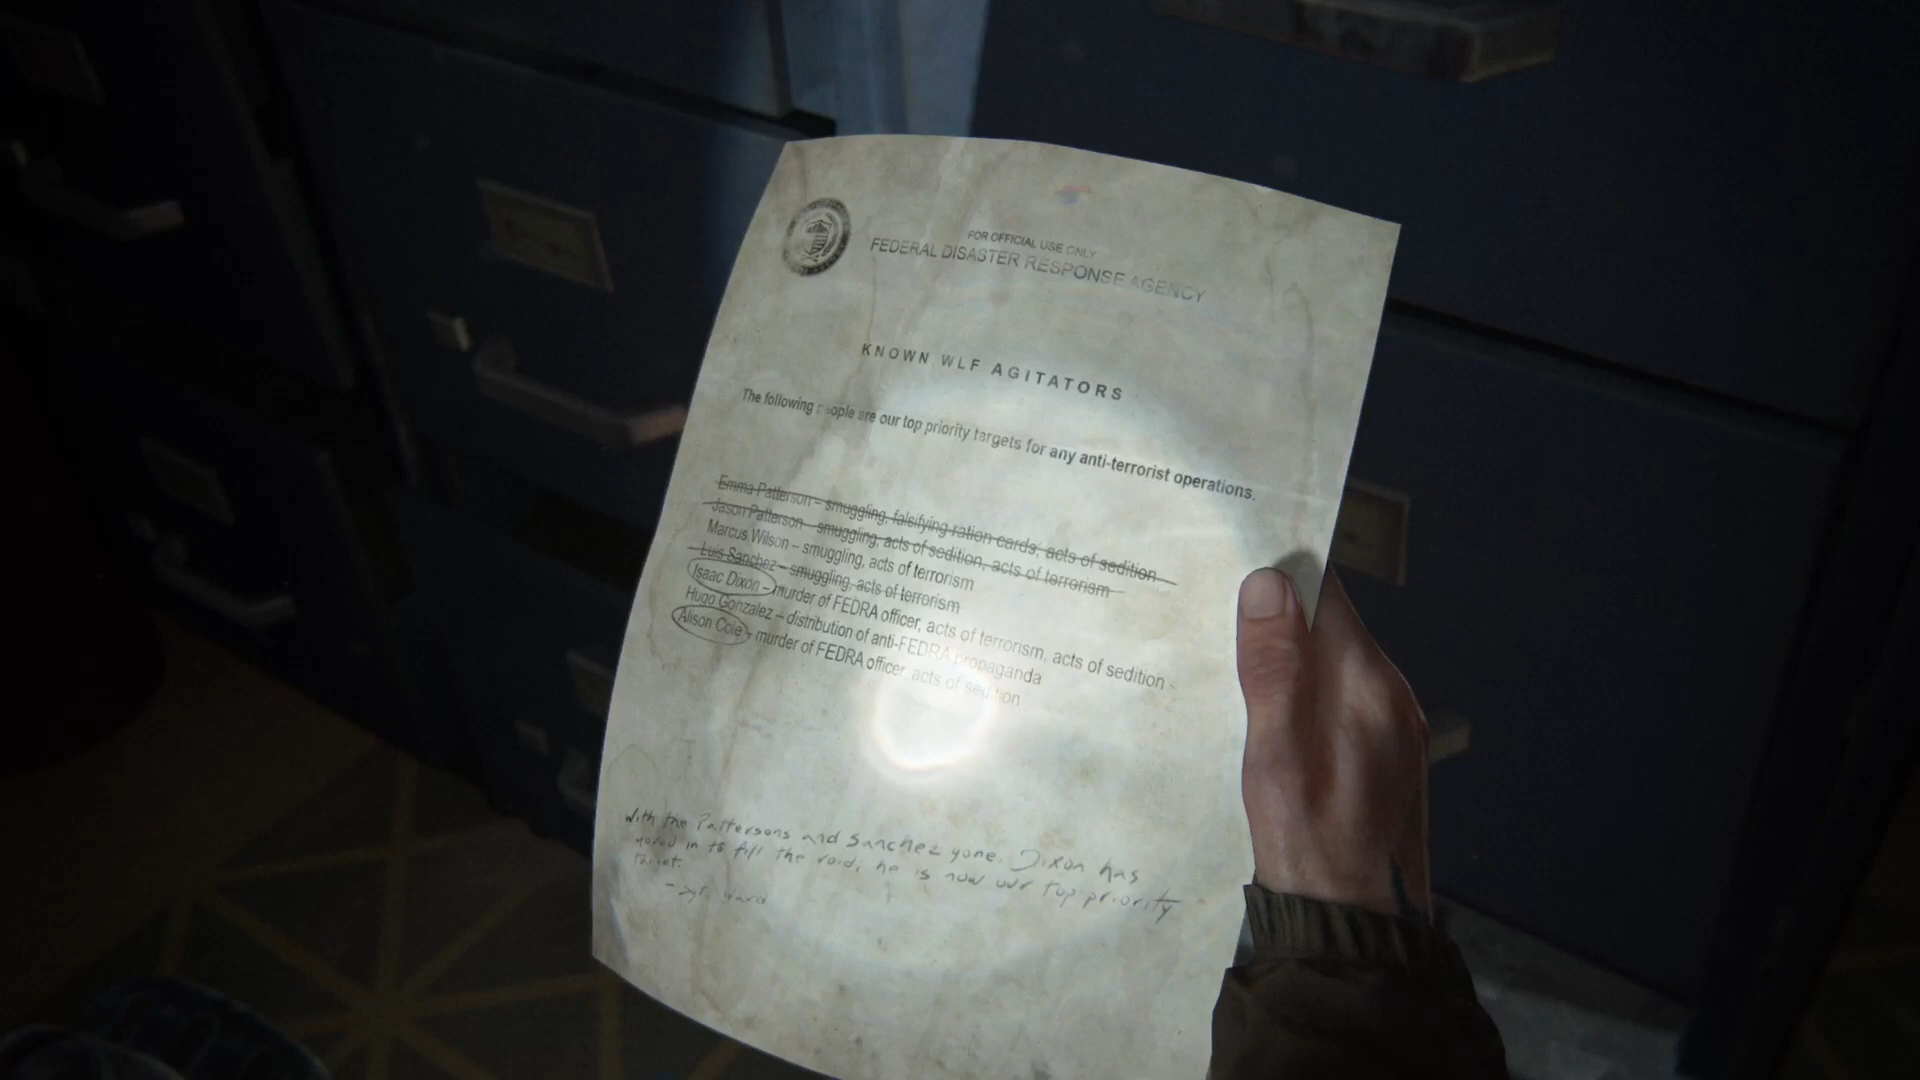 FOR OFFICIAL USE ONLY
FEDERAL DISASTER RESPONSE AGENCY
KNOWN WLF AGITATORS
The following people are our top priority targets for any anti-terrorist operations.
Emma Patterson – smuggling, falsifying ration cards, acts of sedition
Jason Patterson – smuggling, acts of sedition, acts of terrorism
Marcus Wilson – smuggling, acts of terrorism
Luis Sanchez – smuggling, acts of terrorism
Isaac Dixon – murder of FEDRA officer, acts of terrorism, acts of sedition -
Hugo Gonzalez – distribution of anti-FEDRA propaganda
Alison Cole – murder of FEDRA officer, acts of sedition
With the Pattersons and Sanchez gone, Dixon has
moved in to fill the void; he is now our top priority
target.
- Sgt. Ward